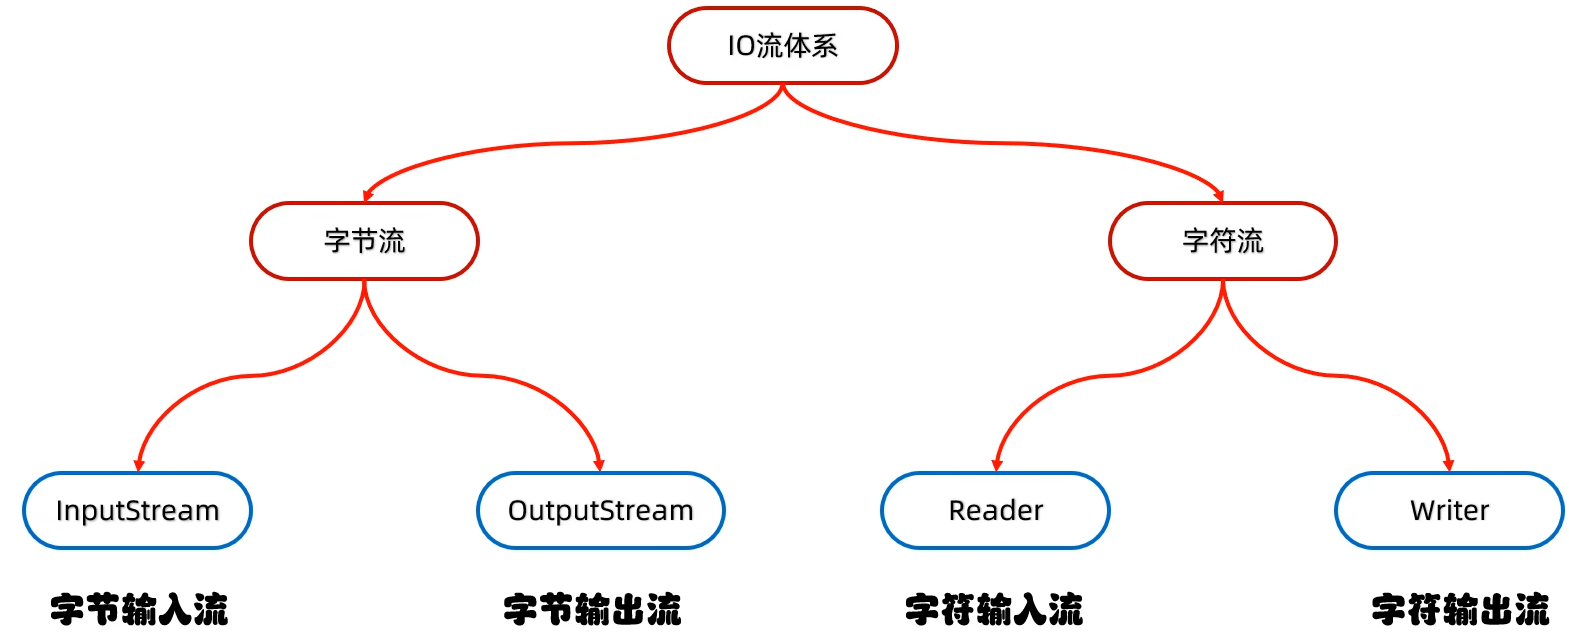 IO流体系
字节流
字符流
InputStream
OutputStream
Reader
Writer
字节输入流
字节输出流
字符输入流
字符输出流